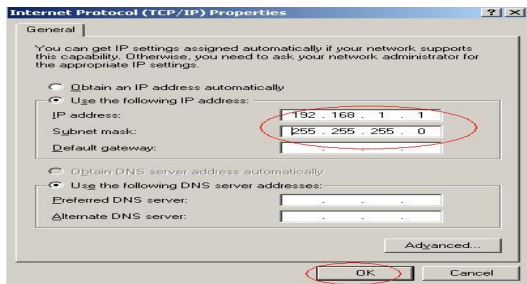 Internet Protocol (TCP/IP) Properties
General
You can get IP settings assigned automatically if your network supports
this capability. Otherwise, you need to ask your network administrator for
the appropriate IP settings.
Obtain an IP address automatically
Use the following IP address:
IP address: 192 . 168 . 1 . 1
Subnet mask: 255 . 255 . 255 . 0
Default gateway: . . .
Obtain DNS server address automatically
Use the following DNS server addresses:
Preferred DNS server: . . .
Alternate DNS server: . . .
Advanced...
OK Cancel